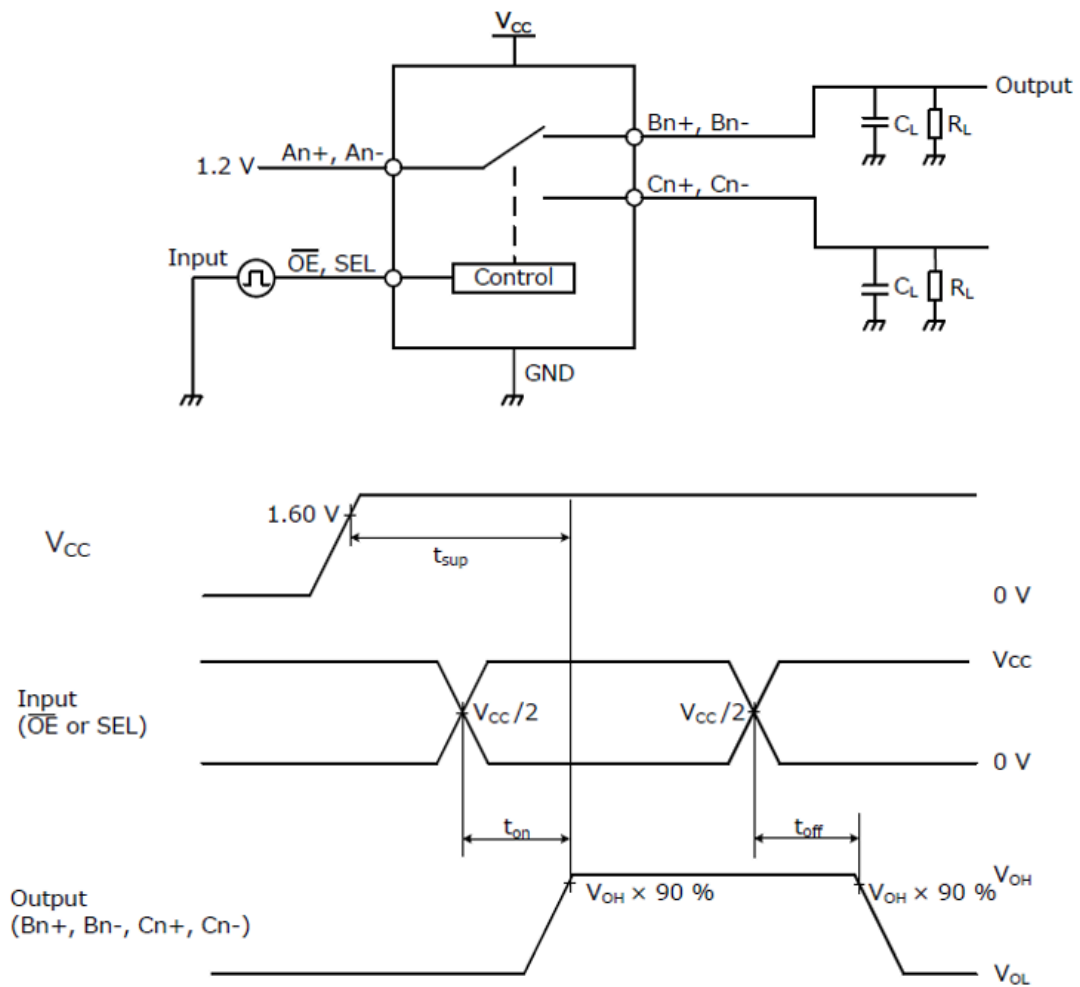 VCC
Output
Bn+, Bn-
CL RL
1.2 V An+, An-
Cn+, Cn-
Input
OE, SEL
Control
CL RL
GND
1.60 V
VCC
tsup
0 V
VCC
Input
(OE or SEL)
VCC/2
VCC/2
0 V
ton
toff
VOH
Output
(Bn+, Bn-, Cn+, Cn-)
VOH × 90 %
VOH × 90 %
VOL